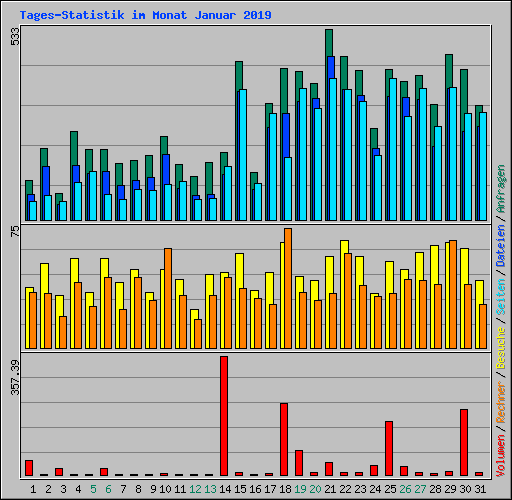 Tages-Statistik im Monat Januar 2019
533
75
357.39
Volumen / Rechner / Besuche / Seiten / Dateien / Anfragen
1 2 3 4 5 6 7 8 9 10 11 12 13 14 15 16 17 18 19 20 21 22 23 24 25 26 27 28 29 30 31